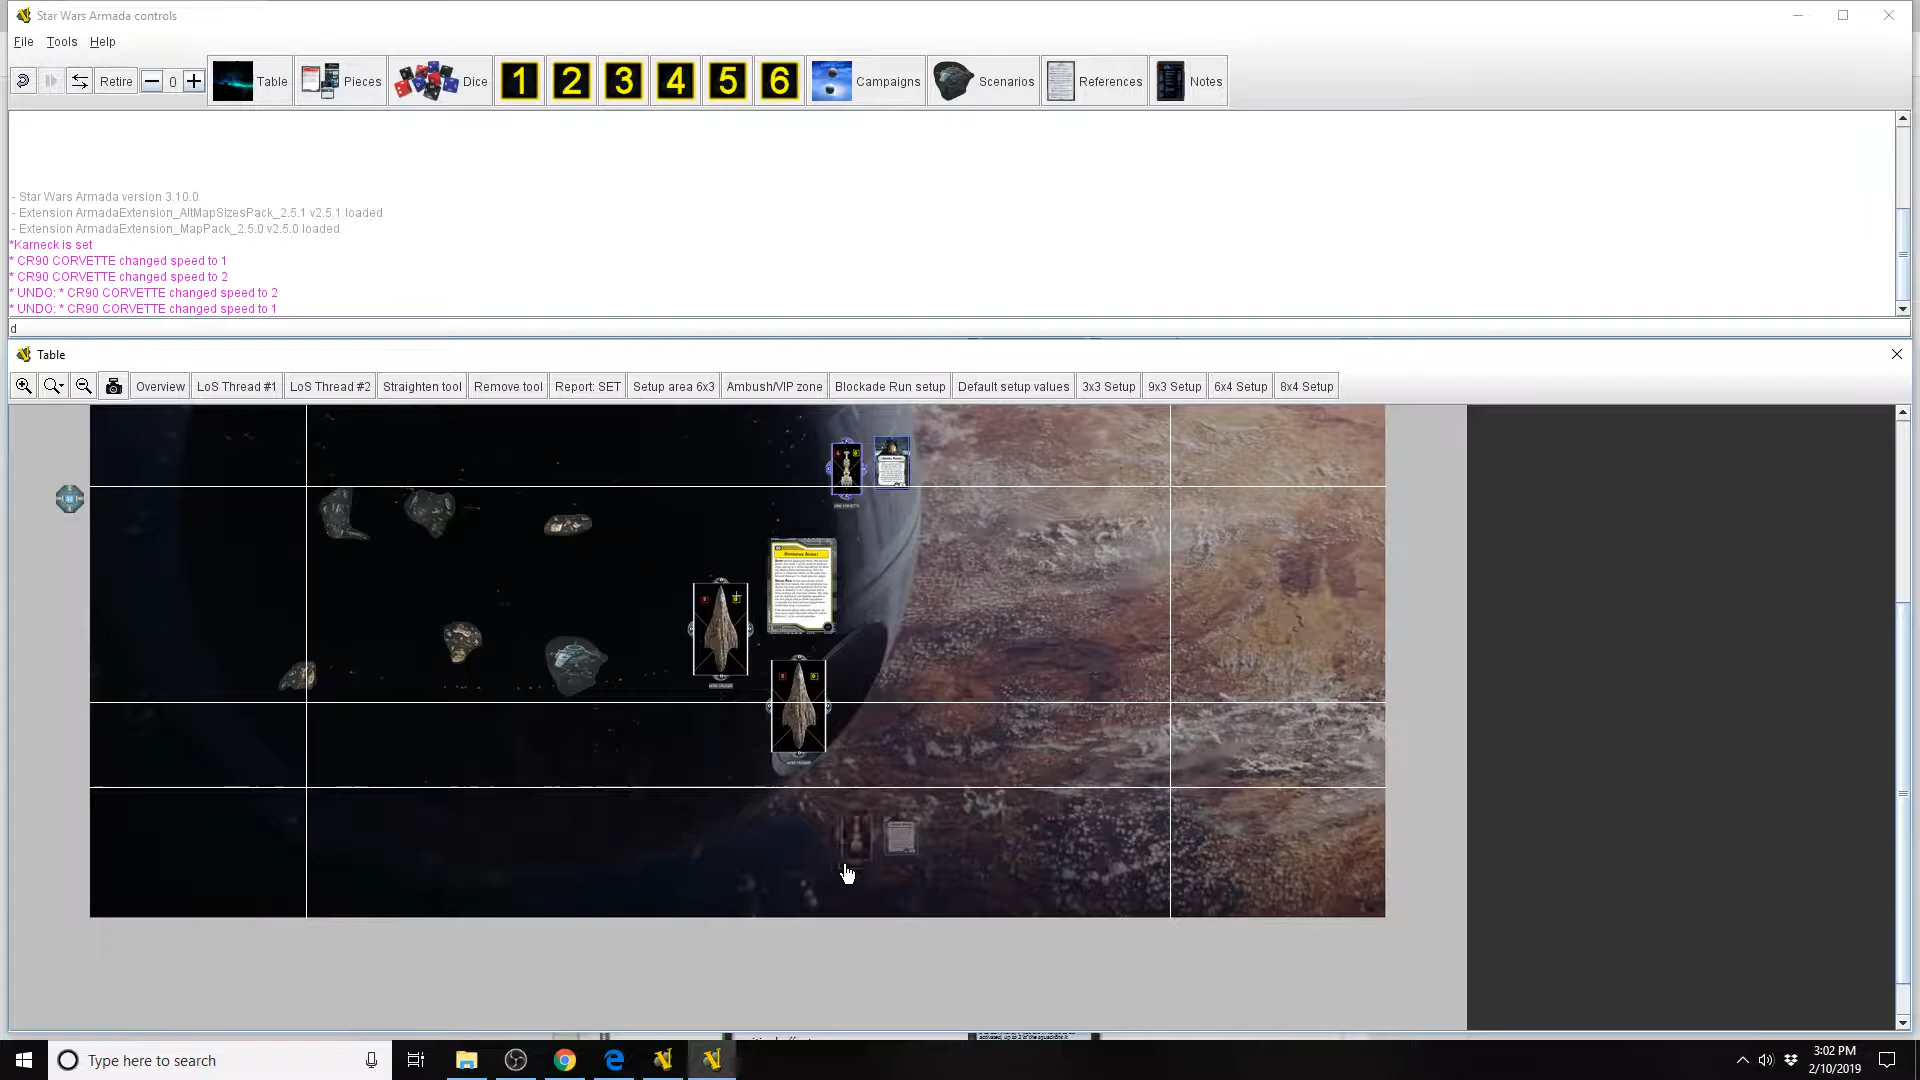 Star Wars Armada controls
File Tools Help
Retire 0 Table Pieces Dice 1 2 3 4 5 6 Campaigns Scenarios References Notes
- Star Wars Armada version 3.10.0
- Extension ArmadaExtension_AltMapSizesPack_2.5.1 v2.5.1 loaded
- Extension ArmadaExtension_MapPack_2.5.0 v2.5.0 loaded
*Karneck is set
* CR90 CORVETTE changed speed to 1
* CR90 CORVETTE changed speed to 2
* UNDO: * CR90 CORVETTE changed speed to 2
* UNDO: * CR90 CORVETTE changed speed to 1
d
Table
Overview LoS Thread #1 LoS Thread #2 Straighten tool Remove tool Report: SET Setup area 6x3 Ambush/VIP zone Blockade Run setup Default setup values 3x3 Setup 9x3 Setup 6x4 Setup 8x4 Setup
Type here to search
3:02 PM
2/10/2019